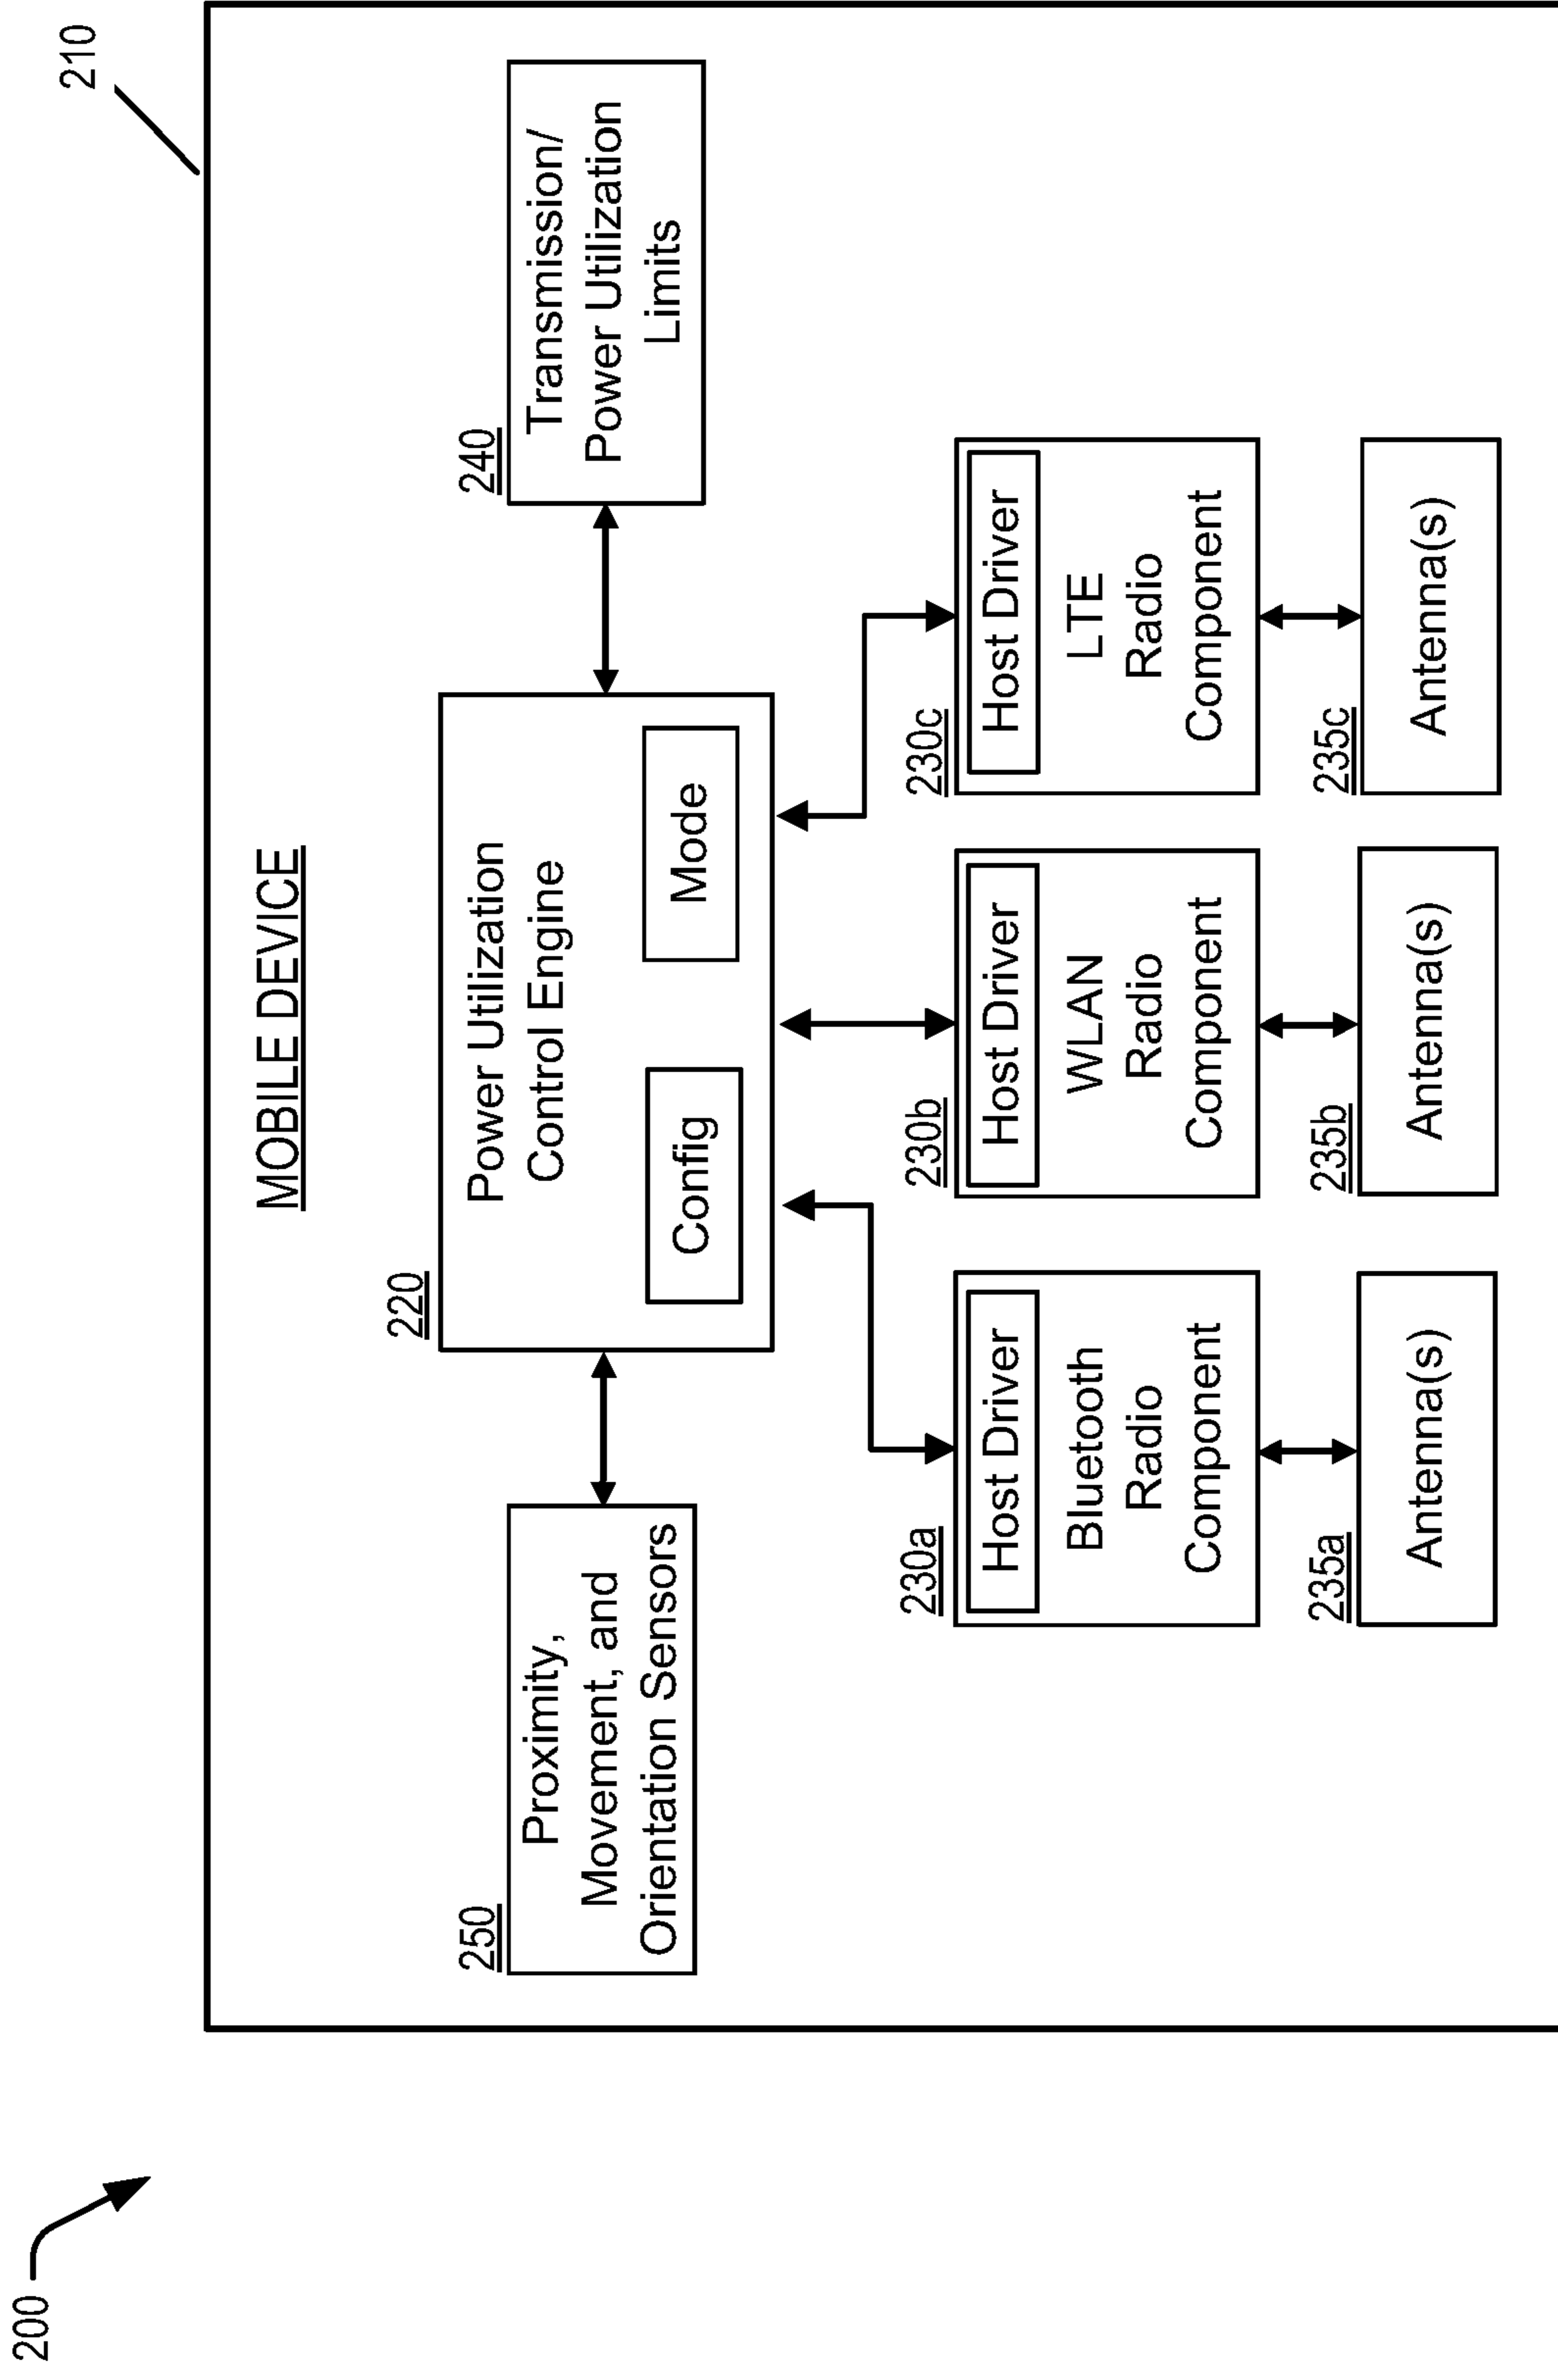 200
210
MOBILE DEVICE
250
Proximity,
Movement, and
Orientation Sensors
220
Power Utilization
Control Engine
Config
Mode
240
Transmission/
Power Utilization
Limits
230a
Host Driver
Bluetooth
Radio
Component
230b
Host Driver
WLAN
Radio
Component
230c
Host Driver
LTE
Radio
Component
235a
Antenna(s)
235b
Antenna(s)
235c
Antenna(s)